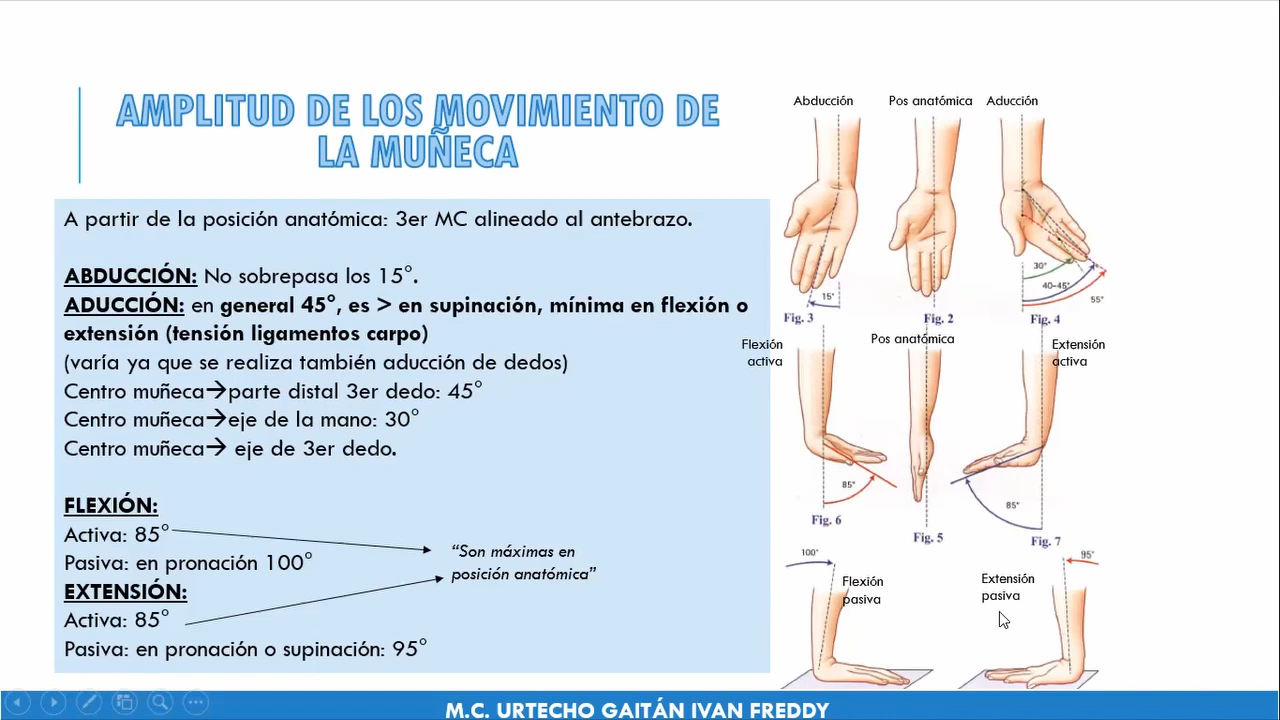 AMPLITUD DE LOS MOVIMIENTO DE
LA MUÑECA
A partir de la posición anatómica: 3er MC alineado al antebrazo.
ABDUCCIÓN: No sobrepasa los 15°.
ADUCCIÓN: en general 45°, es > en supinación, mínima en flexión o
extensión (tensión ligamentos carpo)
(varía ya que se realiza también aducción de dedos)
Centro muñeca→parte distal 3er dedo: 45°
Centro muñeca→eje de la mano: 30°
Centro muñeca→ eje de 3er dedo.
FLEXIÓN:
Activa: 85°
Pasiva: en pronación 100°
EXTENSIÓN:
Activa: 85°
Pasiva: en pronación o supinación: 95°
“Son máximas en
posición anatómica”
Abducción
Pos anatómica
Aducción
15°
30°
40-45°
55°
Fig. 3
Fig. 2
Fig. 4
Flexión
activa
Pos anatómica
Extensión
activa
85°
85°
Fig. 6
Fig. 5
Fig. 7
100°
95°
Flexión
pasiva
Extensión
pasiva
M.C. URTECHO GAITÁN IVAN FREDDY